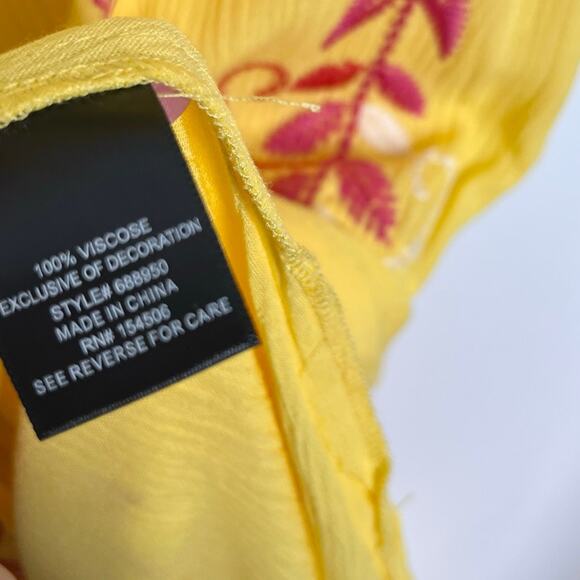 100% VISCOSE
EXCLUSIVE OF DECORATION
STYLE# 688950
MADE IN CHINA
RN# 154506
SEE REVERSE FOR CARE